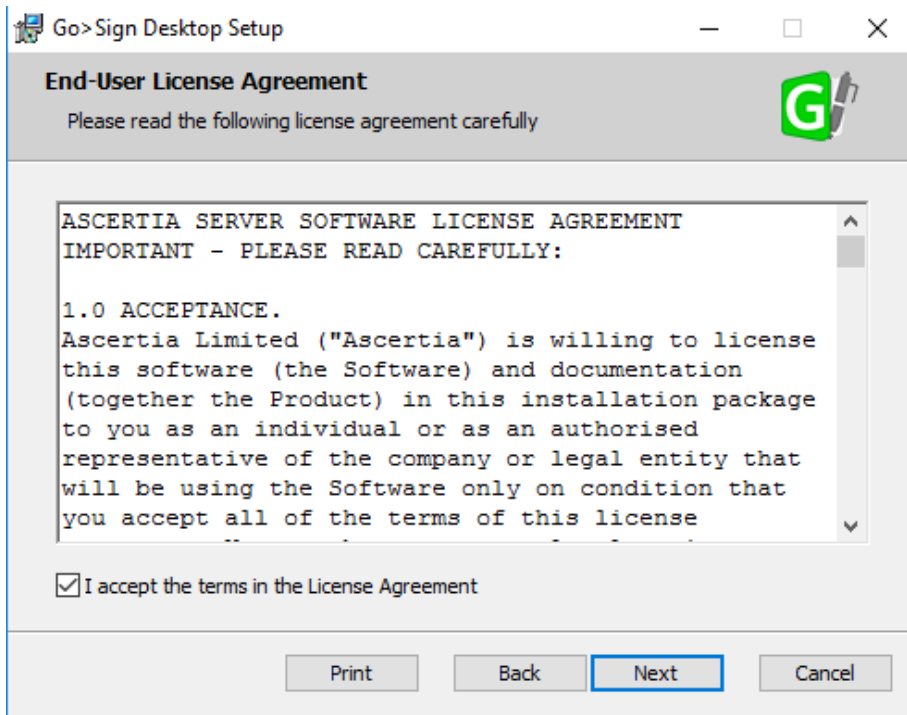 Go>Sign Desktop Setup
End-User License Agreement
Please read the following license agreement carefully
G
ASCERTIA SERVER SOFTWARE LICENSE AGREEMENT
IMPORTANT - PLEASE READ CAREFULLY:
1.0 ACCEPTANCE.
Ascertia Limited ("Ascertia") is willing to license
this software (the Software) and documentation
(together the Product) in this installation package
to you as an individual or as an authorised
representative of the company or legal entity that
will be using the Software only on condition that
you accept all of the terms of this license
I accept the terms in the License Agreement
Print
Back
Next
Cancel